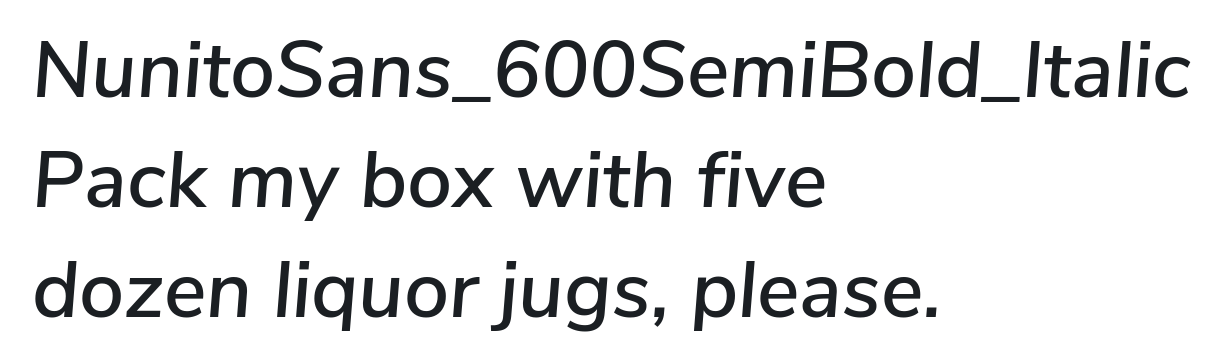 NunitoSans_600SemiBold_Italic
Pack my box with five
dozen liquor jugs, please.